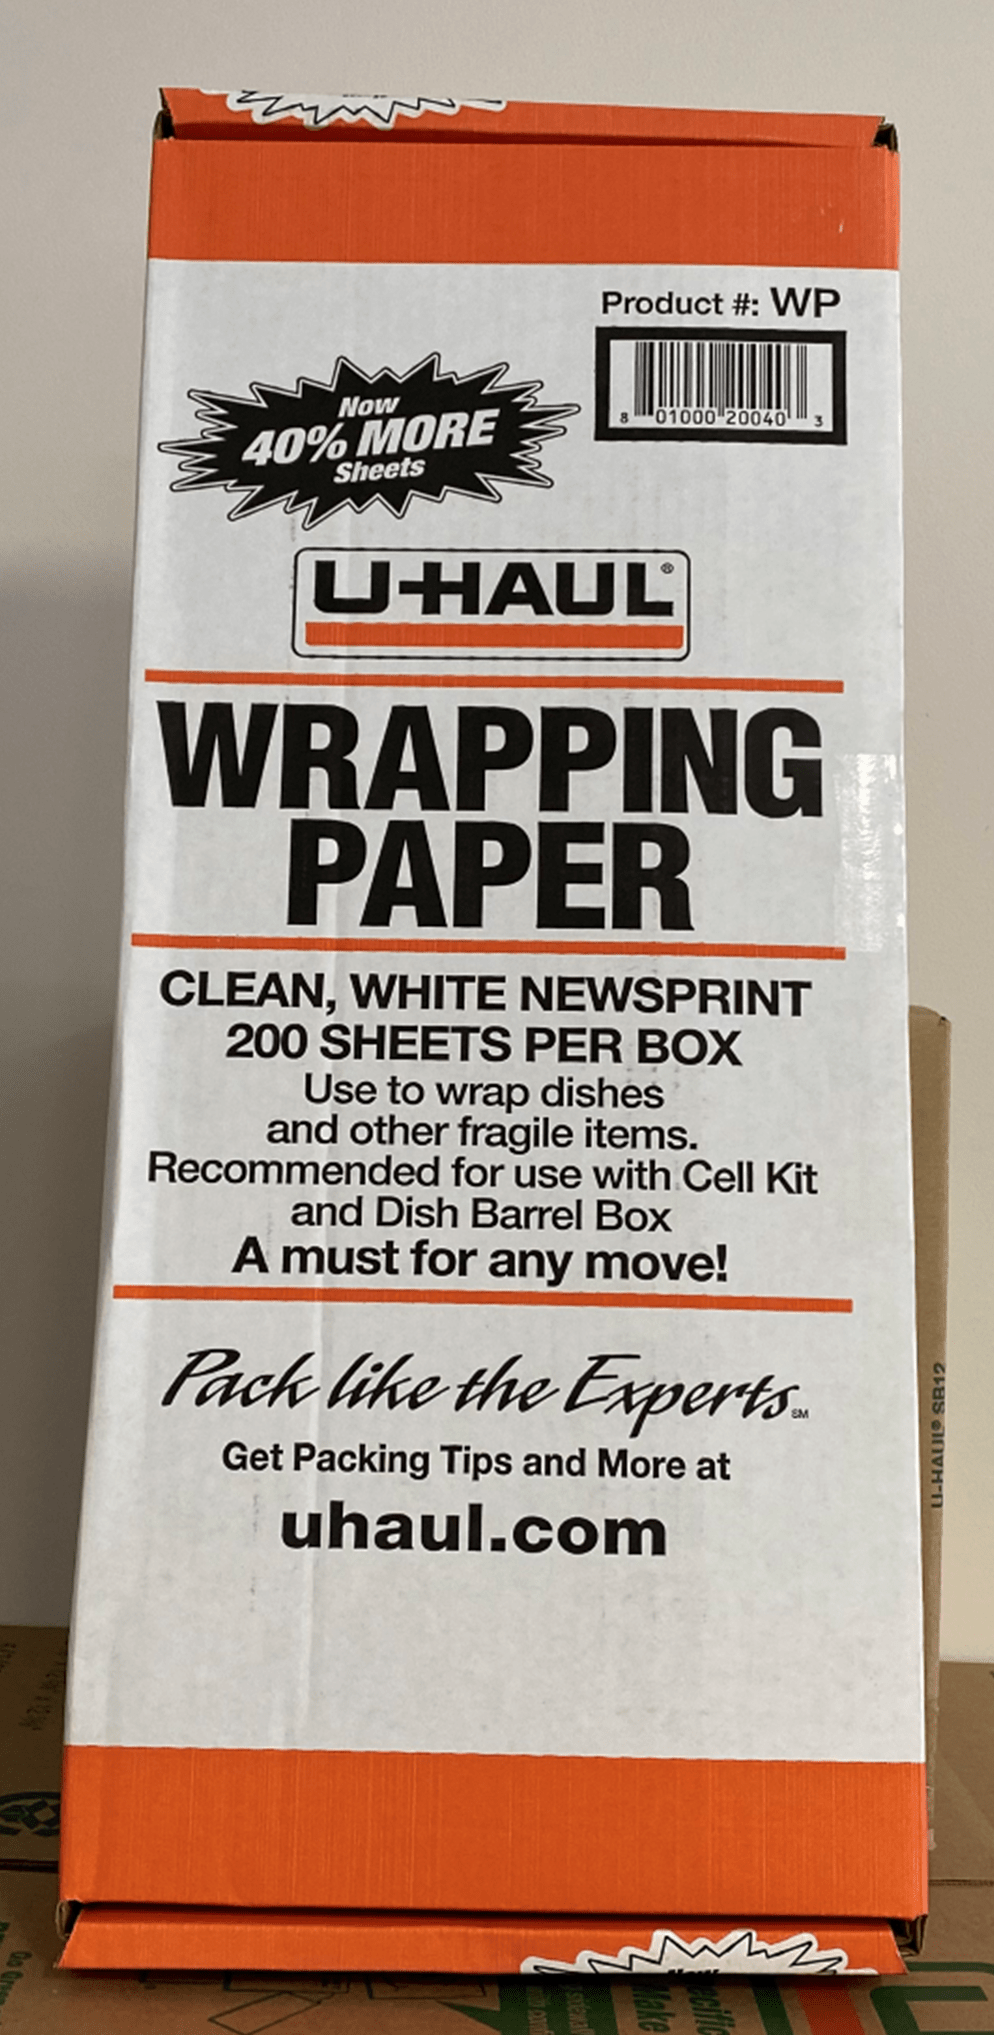 Product #: WP
8 01000 20040 3
Now
40% MORE
Sheets
U-HAUL®
WRAPPING
PAPER
CLEAN, WHITE NEWSPRINT
200 SHEETS PER BOX
Use to wrap dishes
and other fragile items.
Recommended for use with Cell Kit
and Dish Barrel Box
A must for any move!
Pack like the Experts℠
Get Packing Tips and More at
uhaul.com
U-HAUL® SB12
Make